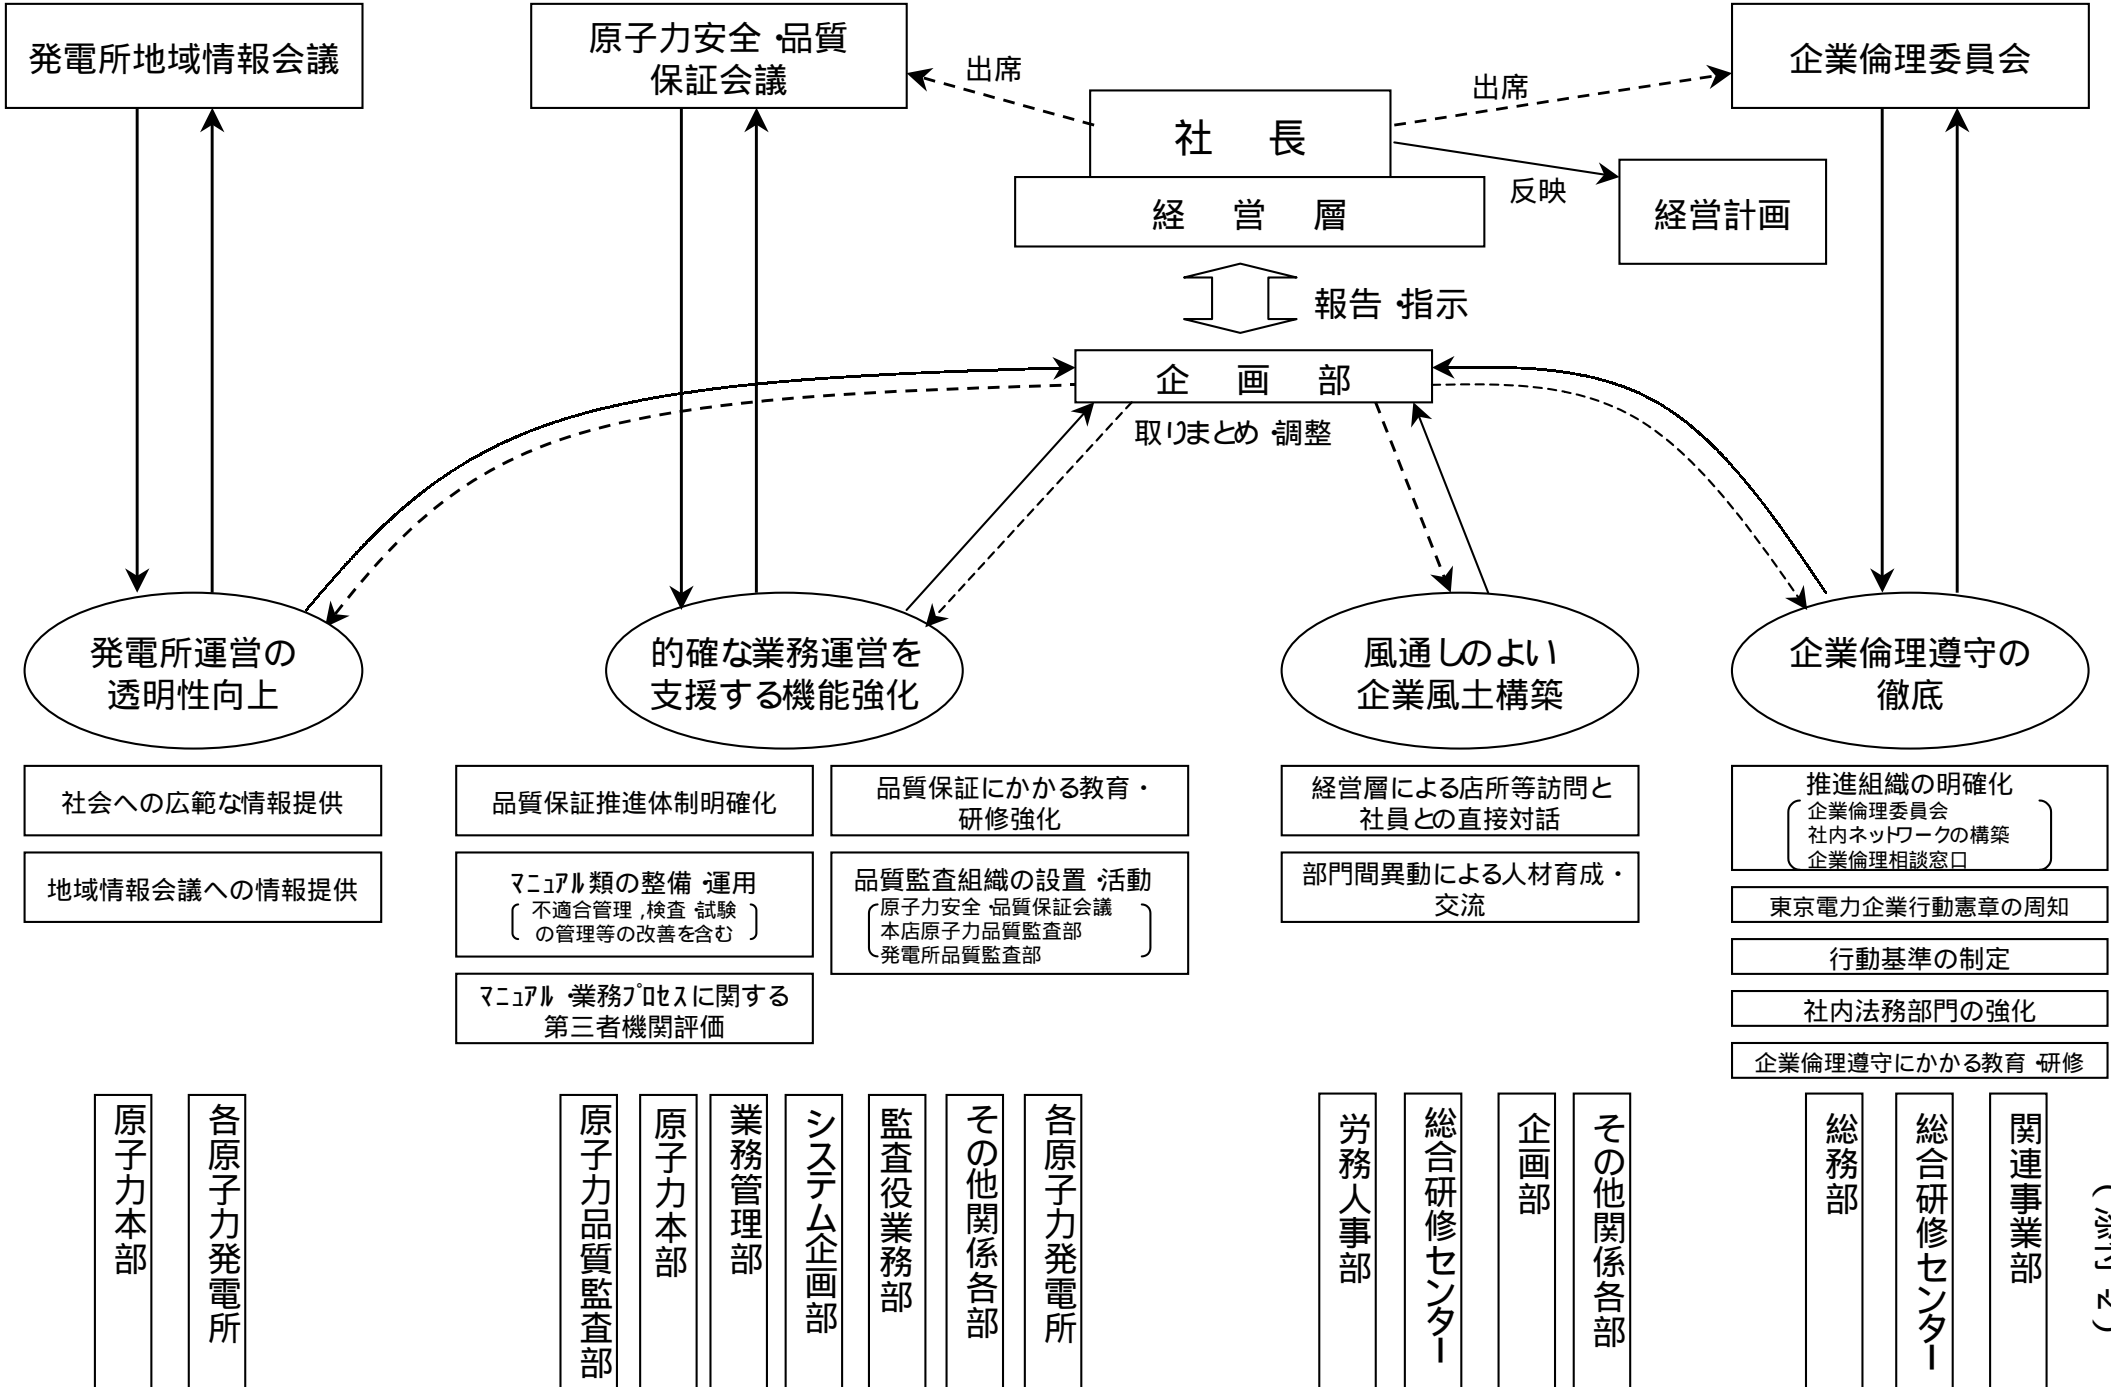 発電所地域情報会議
原子力安全・品質
保証会議
出席
社 長
経 営 層
出席
反映
企業倫理委員会
経営計画
報告・指示
企 画 部
取りまとめ・調整
発電所運営の
透明性向上
的確な業務運営を
支援する機能強化
風通しのよい
企業風土構築
企業倫理遵守の
徹底
社会への広範な情報提供
地域情報会議への情報提供
品質保証推進体制明確化
マニュアル類の整備・運用
不適合管理,検査・試験
の管理等の改善を含む
マニュアル・業務プロセスに関する
第三者機関評価
品質保証にかかる教育・
研修強化
品質監査組織の設置・活動
原子力安全・品質保証会議
本店原子力品質監査部
発電所品質監査部
経営層による店所等訪問と
社員との直接対話
部門間異動による人材育成・
交流
推進組織の明確化
企業倫理委員会
社内ネットワークの構築
企業倫理相談窓口
東京電力企業行動憲章の周知
行動基準の制定
社内法務部門の強化
企業倫理遵守にかかる教育・研修
原子力本部
各原子力発電所
原子力品質監査部
原子力本部
業務管理部
システム企画部
監査役業務部
その他関係各部
各原子力発電所
労務人事部
総合研修センター
企画部
その他関係各部
総務部
総合研修センター
関連事業部